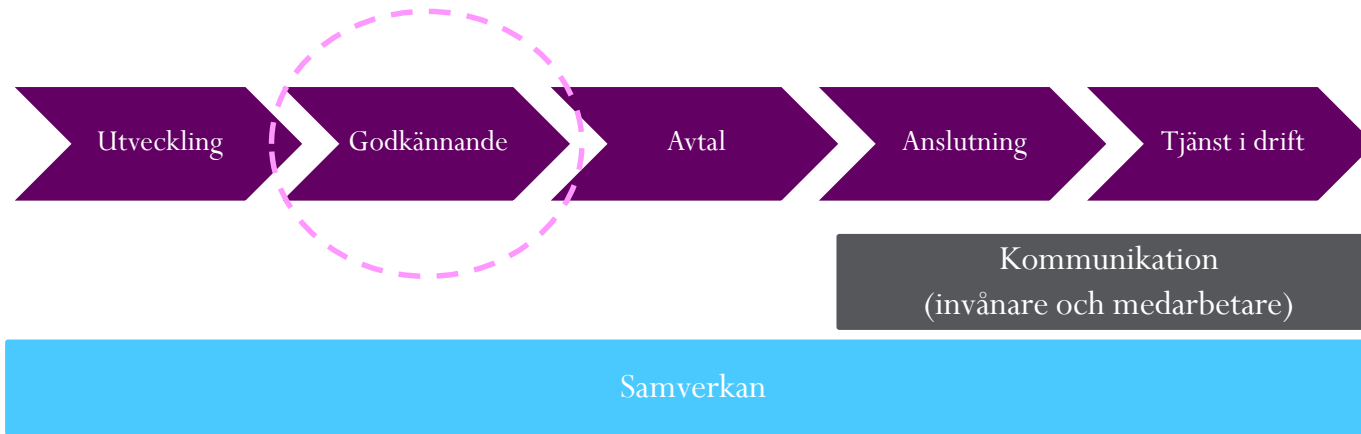 Utveckling
Godkännande
Avtal
Anslutning
Tjänst i drift
Kommunikation
(invånare och medarbetare)
Samverkan